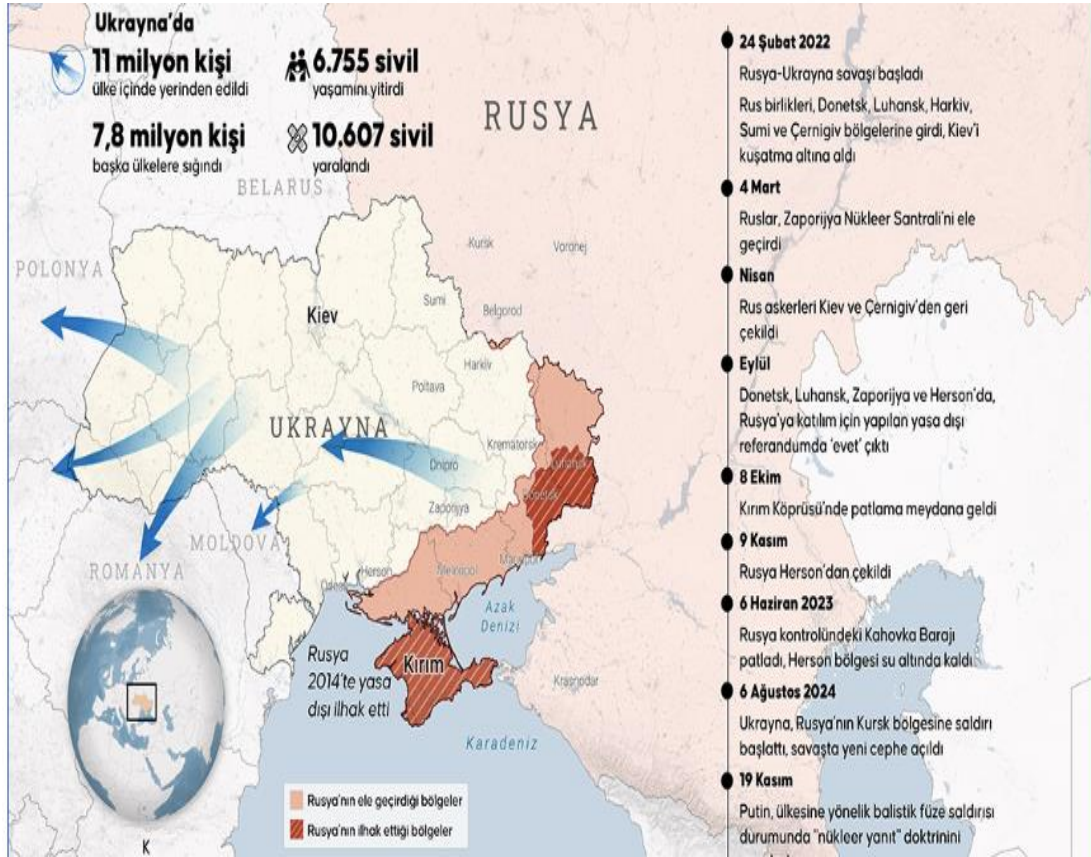 Ukrayna'da
11 milyon kişi
ülke içinde yerinden edildi
6.755 sivil
yaşamını yitirdi
7,8 milyon kişi
başka ülkelere sığındı
10.607 sivil
yaralandı
RUSYA
BELARUS
POLONYA
Kursk
Voronej
Sumi
Belgorod
Kiev
Harkiv
Poltava
UKRAYNA
Kremators
Luhansk
Dnipro
Donetsk
Zaporijya
MOLDOVA
ROMANYA
Herson
Melitopol
Mariupol
Azak
Denizi
Kırım
Rusya
2014'te yasa
dışı ilhak etti
Krasnodar
Karadeniz
Rusya'nın ele geçirdiği bölgeler
Rusya'nın ilhak ettiği bölgeler
K
24 Şubat 2022
Rusya-Ukrayna savaşı başladı
Rus birlikleri, Donetsk, Luhansk, Harkiv,
Sumi ve Çernigiv bölgelerine girdi, Kiev'i
kuşatma altına aldı
4 Mart
Ruslar, Zaporijya Nükleer Santrali'ni ele
geçirdi
Nisan
Rus askerleri Kiev ve Çernigiv'den geri
çekildi
Eylül
Donetsk, Luhansk, Zaporijya ve Herson'da,
Rusya'ya katılım için yapılan yasa dışı
referandumda 'evet' çıktı
8 Ekim
Kırım Köprüsü'nde patlama meydana geldi
9 Kasım
Rusya Herson'dan çekildi
6 Haziran 2023
Rusya kontrolündeki Kahovka Barajı
patladı, Herson bölgesi su altında kaldı
6 Ağustos 2024
Ukrayna, Rusya'nın Kursk bölgesine saldırı
başlattı, savaşta yeni cephe açıldı
19 Kasım
Putin, ülkesine yönelik balistik füze saldırısı
durumunda "nükleer yanıt" doktrinini